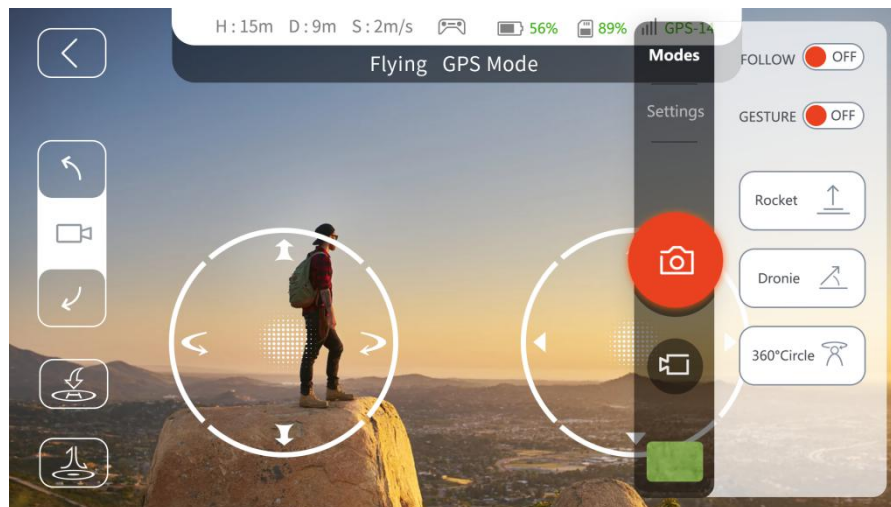 H:15m D:9m S:2m/s 56% 89% GPS-14
Flying GPS Mode
Modes
Settings
FOLLOW OFF
GESTURE OFF
Rocket
Dronie
360°Circle